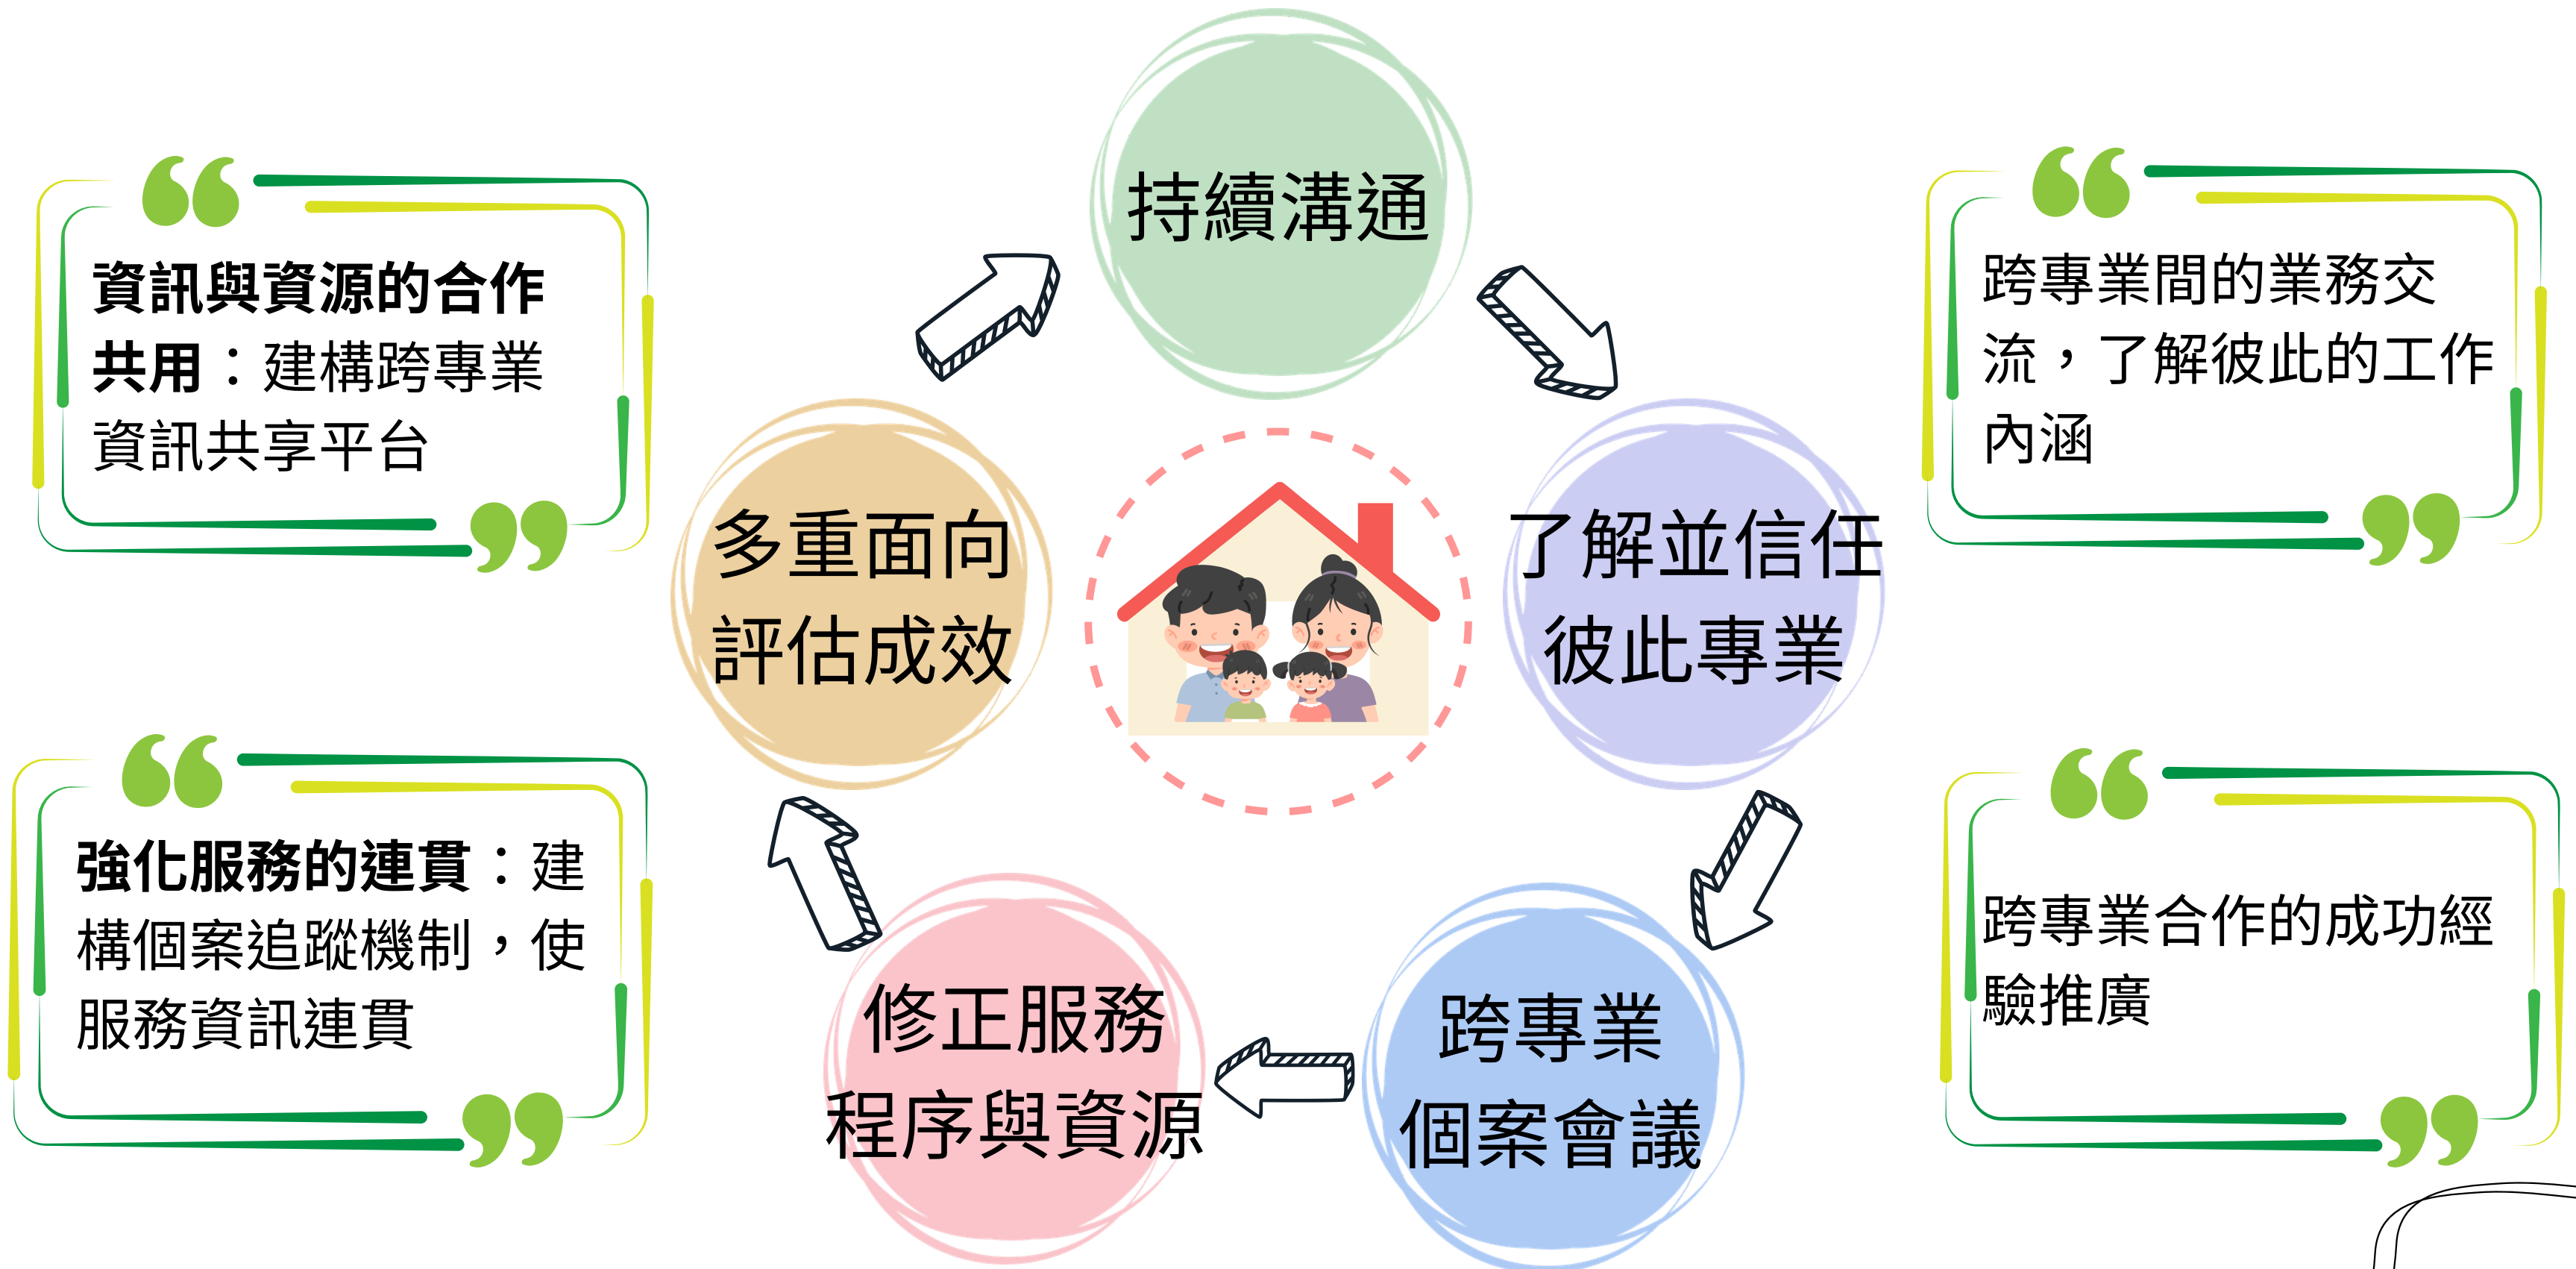 持續溝通
了解並信任
彼此專業
跨專業
個案會議
修正服務
程序與資源
多重面向
評估成效
資訊與資源的合作
共用：建構跨專業
資訊共享平台
強化服務的連貫：建
構個案追蹤機制，使
服務資訊連貫
跨專業間的業務交
流，了解彼此的工作
內涵
跨專業合作的成功經
驗推廣